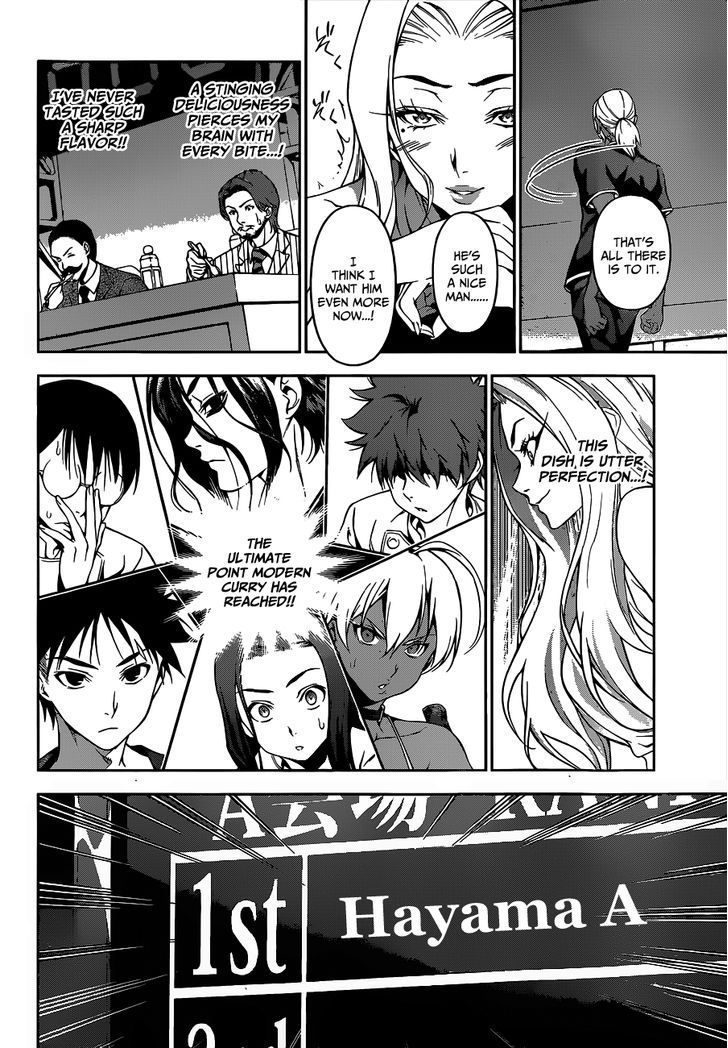 THAT'S
ALL THERE
IS TO IT.
HE'S
SUCH
A NICE
MAN......
I THINK I
WANT HIM
EVEN MORE
NOW...!
A STINGING
DELICIOUSNESS
PIERCES MY
BRAIN WITH
EVERY BITE...!
I'VE NEVER
TASTED SUCH
A SHARP
FLAVOR!!
THIS
DISH IS UTTER
PERFECTION...!
THE
ULTIMATE
POINT MODERN
CURRY HAS
REACHED!!
A会場
1st Hayama A